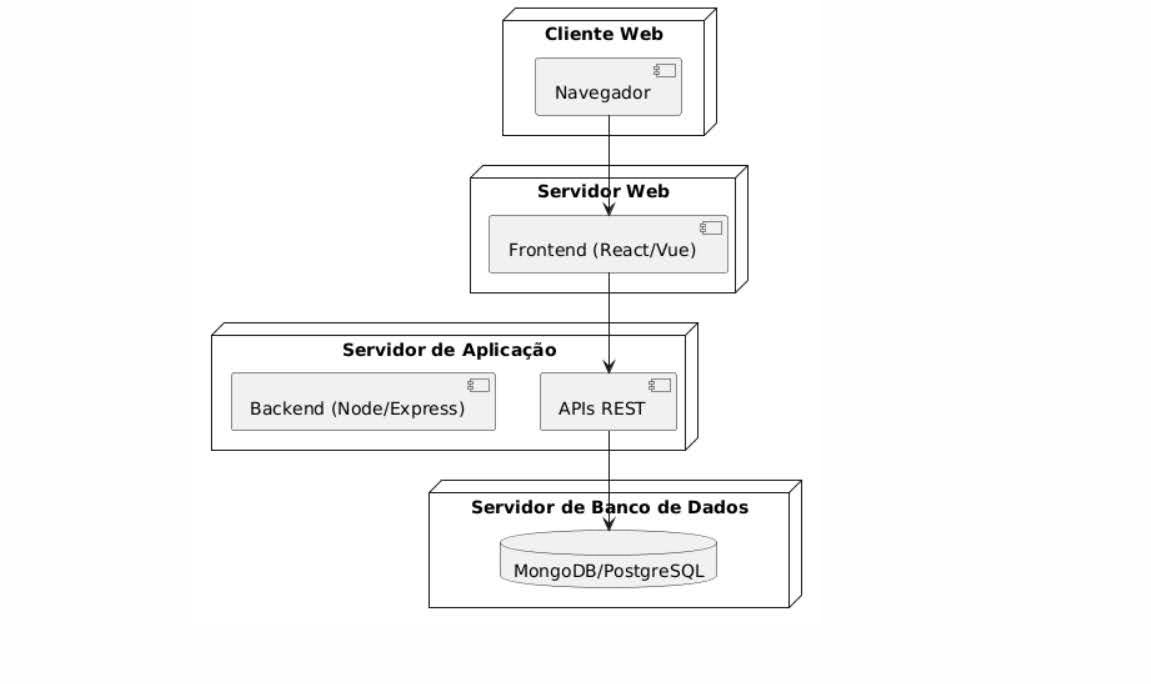 Cliente Web
Navegador
Servidor Web
Frontend (React/Vue)
Servidor de Aplicação
Backend (Node/Express)
APIs REST
Servidor de Banco de Dados
MongoDB/PostgreSQL